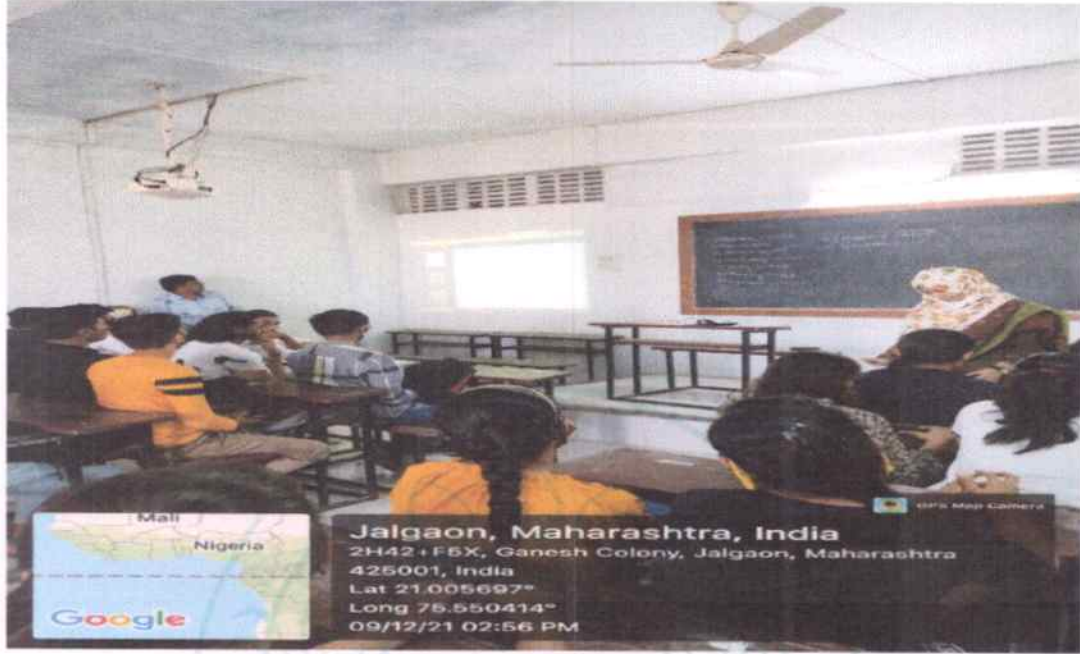 GPS Map Camera
Mali
Nigeria
Google
Jalgaon, Maharashtra, India
2H42+F5X, Ganesh Colony, Jalgaon, Maharashtra
425001, India
Lat 21.005697°
Long 75.550414°
09/12/21 02:56 PM